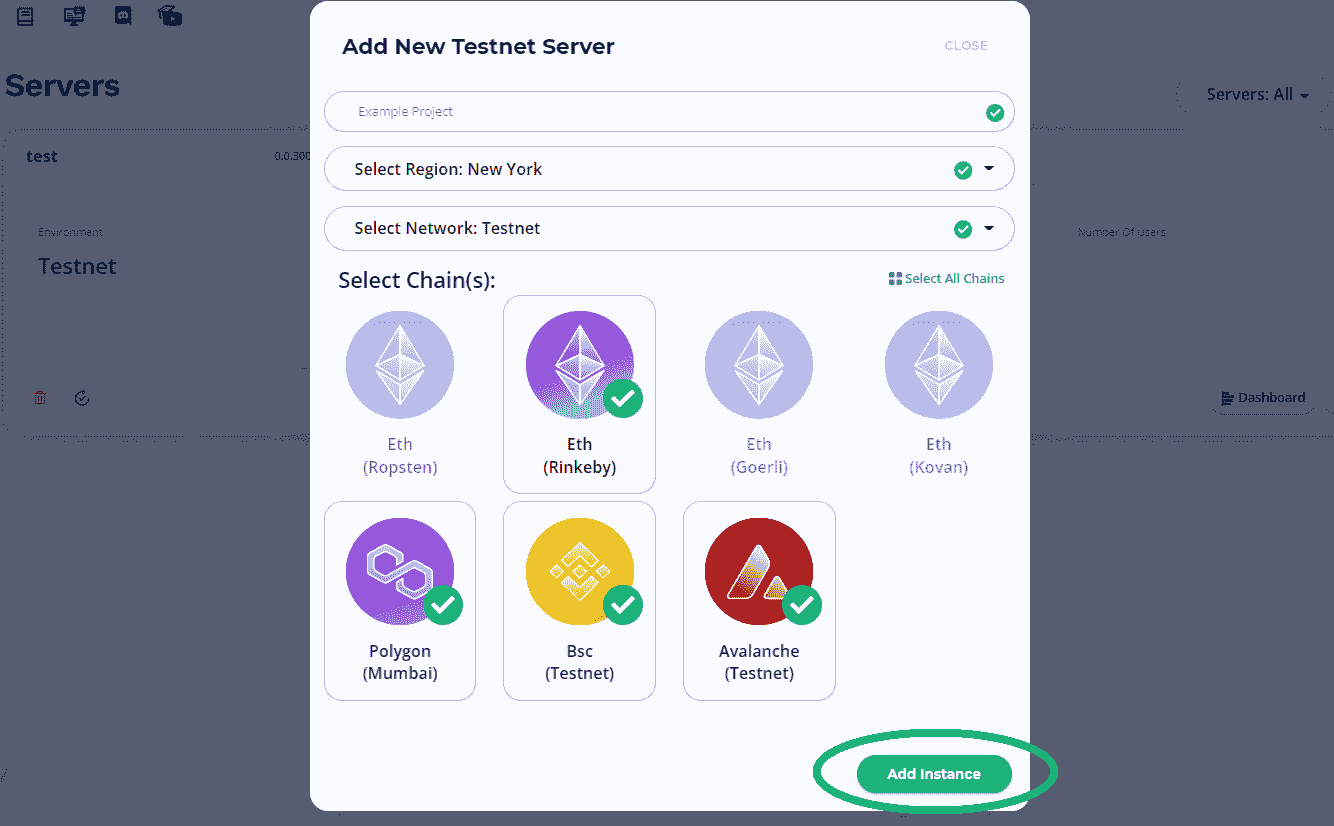 Add New Testnet Server
CLOSE
Servers
Example Project
Servers: All
test
0.0.300
Select Region: New York
Select Network: Testnet
Environment
Number Of Users
Testnet
Select Chain(s):
Select All Chains
Eth
(Ropsten)
Eth
(Rinkeby)
Eth
(Goerli)
Eth
(Kovan)
Dashboard
Polygon
(Mumbai)
Bsc
(Testnet)
Avalanche
(Testnet)
Add Instance